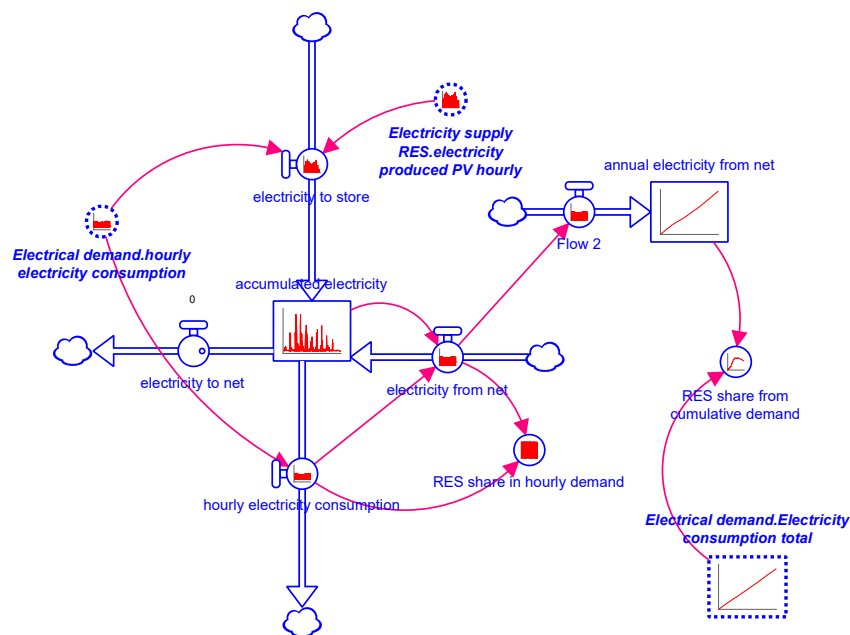 Electricity supply
RES.electricity
produced PV hourly
annual electricity from net
electricity to store
Flow 2
Electrical demand.hourly
electricity consumption
accumulated electricity
0
electricity to net
electricity from net
RES share from
cumulative demand
RES share in hourly demand
hourly electricity consumption
Electrical demand.Electricity
consumption total